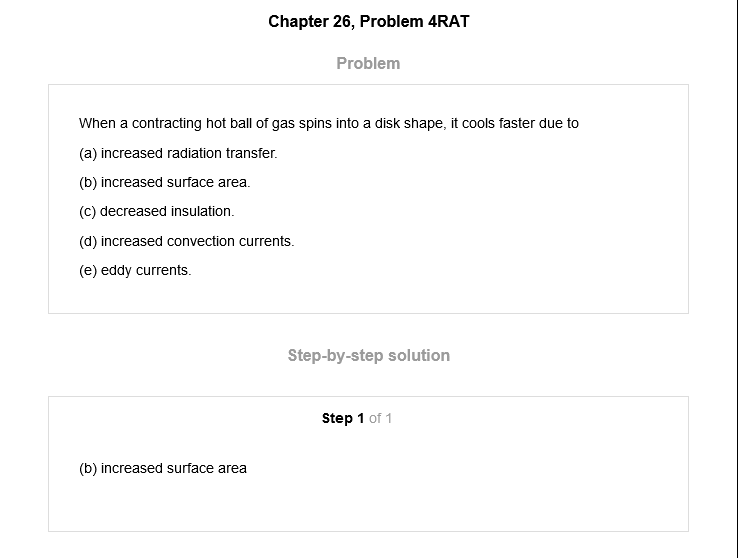 Chapter 26, Problem 4RAT
Problem
When a contracting hot ball of gas spins into a disk shape, it cools faster due to
(a) increased radiation transfer.
(b) increased surface area.
(c) decreased insulation.
(d) increased convection currents.
(e) eddy currents.
Step-by-step solution
Step 1 of 1
(b) increased surface area